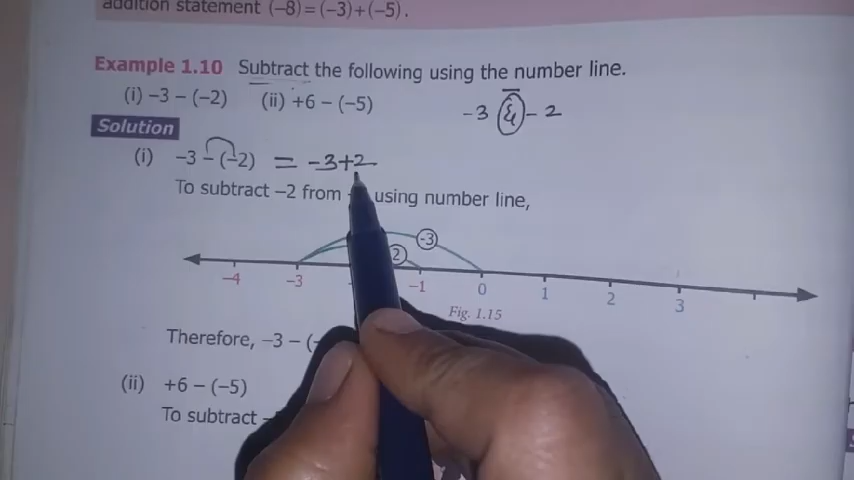 addition statement (–8)=(–3)+(–5).
Example 1.10 Subtract the following using the number line.
(i) –3 – (–2) (ii) +6 – (–5) -3 & - 2
Solution
(i) –3 – (–2) = -3+2
To subtract –2 from using number line,
-3
2
–4 –3 –1 0 1 2 3
Fig. 1.15
Therefore, –3 – (–
(ii) +6 – (–5)
To subtract –